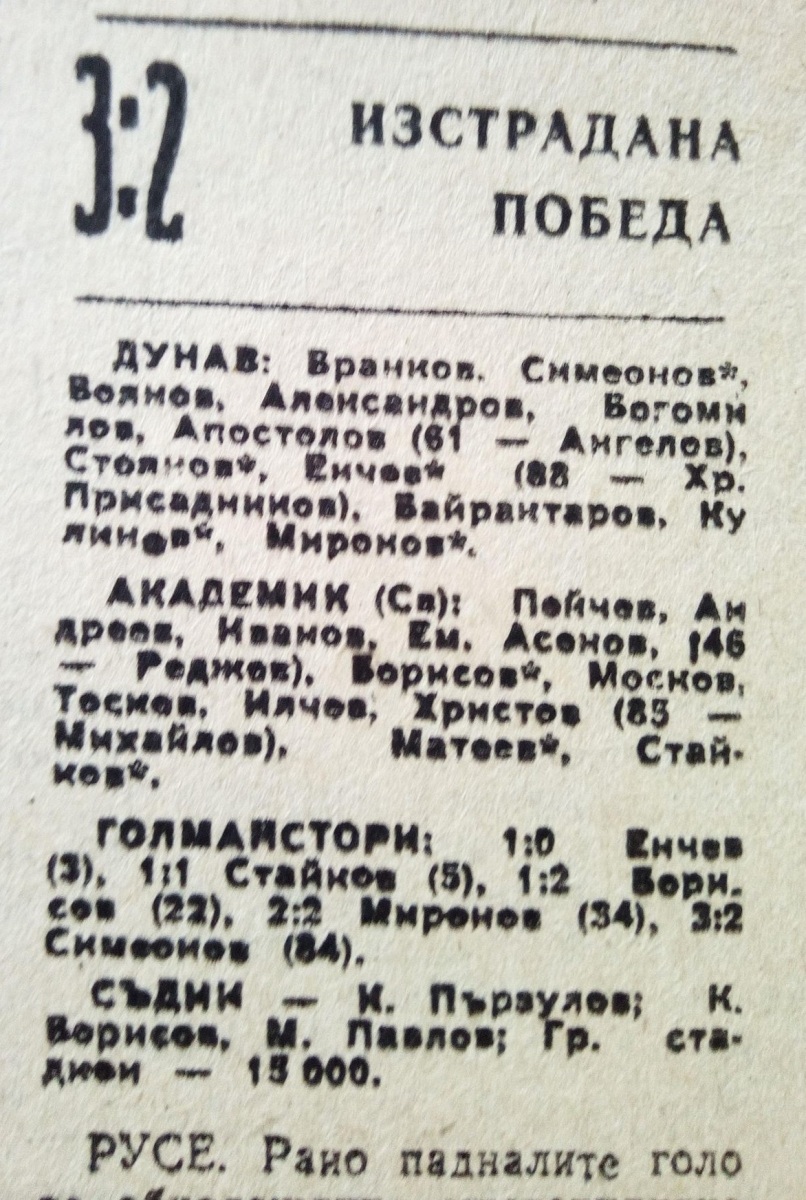 3:2
ИЗСТРАДАНА
ПОБЕДА
ДУНАВ: Вранков. Симеонов*,
Воянов, Александров, Богоми
лов, Апостолов (61 — Ангелов),
Стоянов*, Енчев* (88 — Хр.
Присадников), Байрактаров, Ку
линов*, Миронов*.
АКАДЕМИК (Св): Пейчев, Ан
дреев, Иванов, Ем. Асенов, (46
— Реджов), Борисов*, Москов,
Тосков, Илчев, Христов (85 —
Михайлов), Матеев*, Стай-
ков*.
ГОЛМАЙСТОРИ: 1:0 Енчев
(3), 1:1 Стайков (5), 1:2 Бори-
сов (22), 2:2 Миронов (34), 3:2
Симеонов (84).
СЪДИИ — И. Пързулов; К.
Борисов, М. Павлов; Гр. ста-
дион — 15 000.
РУСЕ. Рано падналите голо